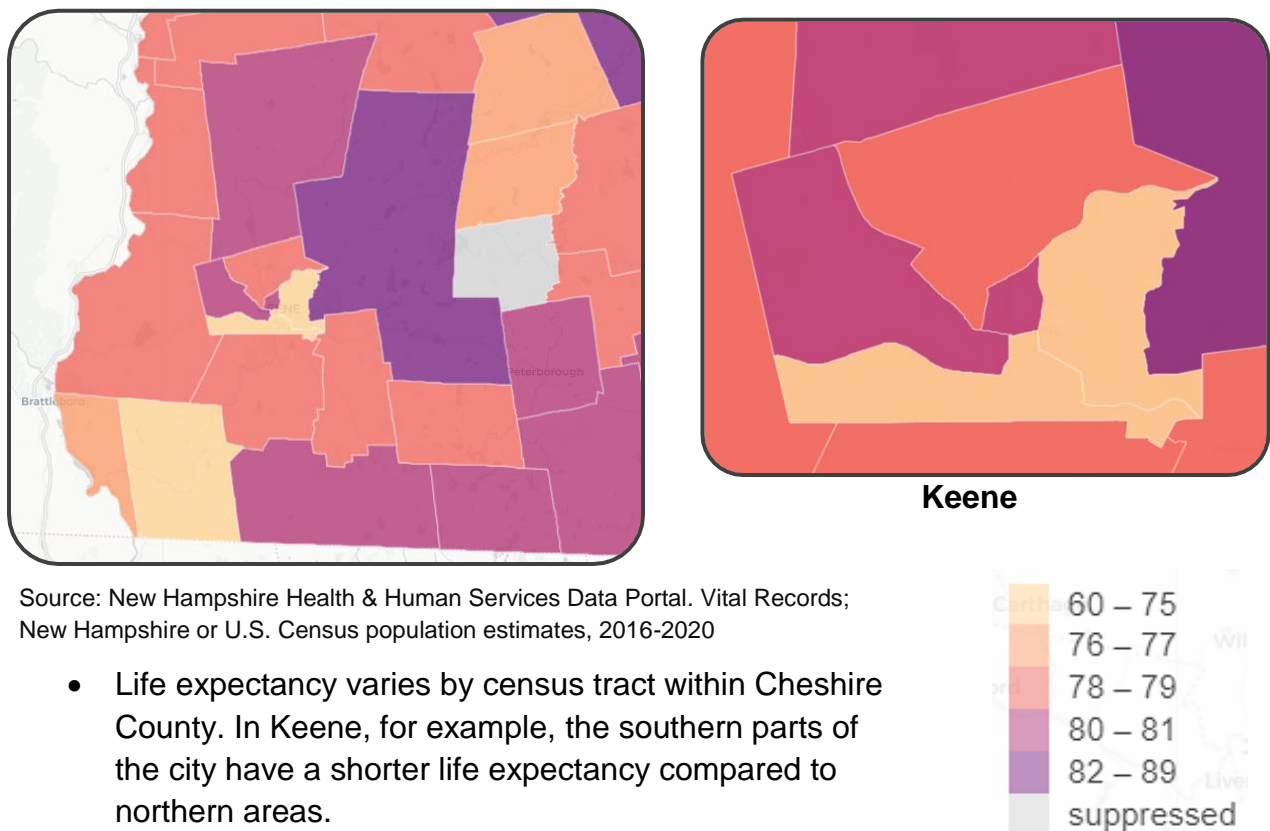 Brattleboro
KEENE
Peterborough
Keene
Source: New Hampshire Health & Human Services Data Portal. Vital Records;
New Hampshire or U.S. Census population estimates, 2016-2020
• Life expectancy varies by census tract within Cheshire
County. In Keene, for example, the southern parts of
the city have a shorter life expectancy compared to
northern areas.
60 – 75
76 – 77
78 – 79
80 – 81
82 – 89
suppressed